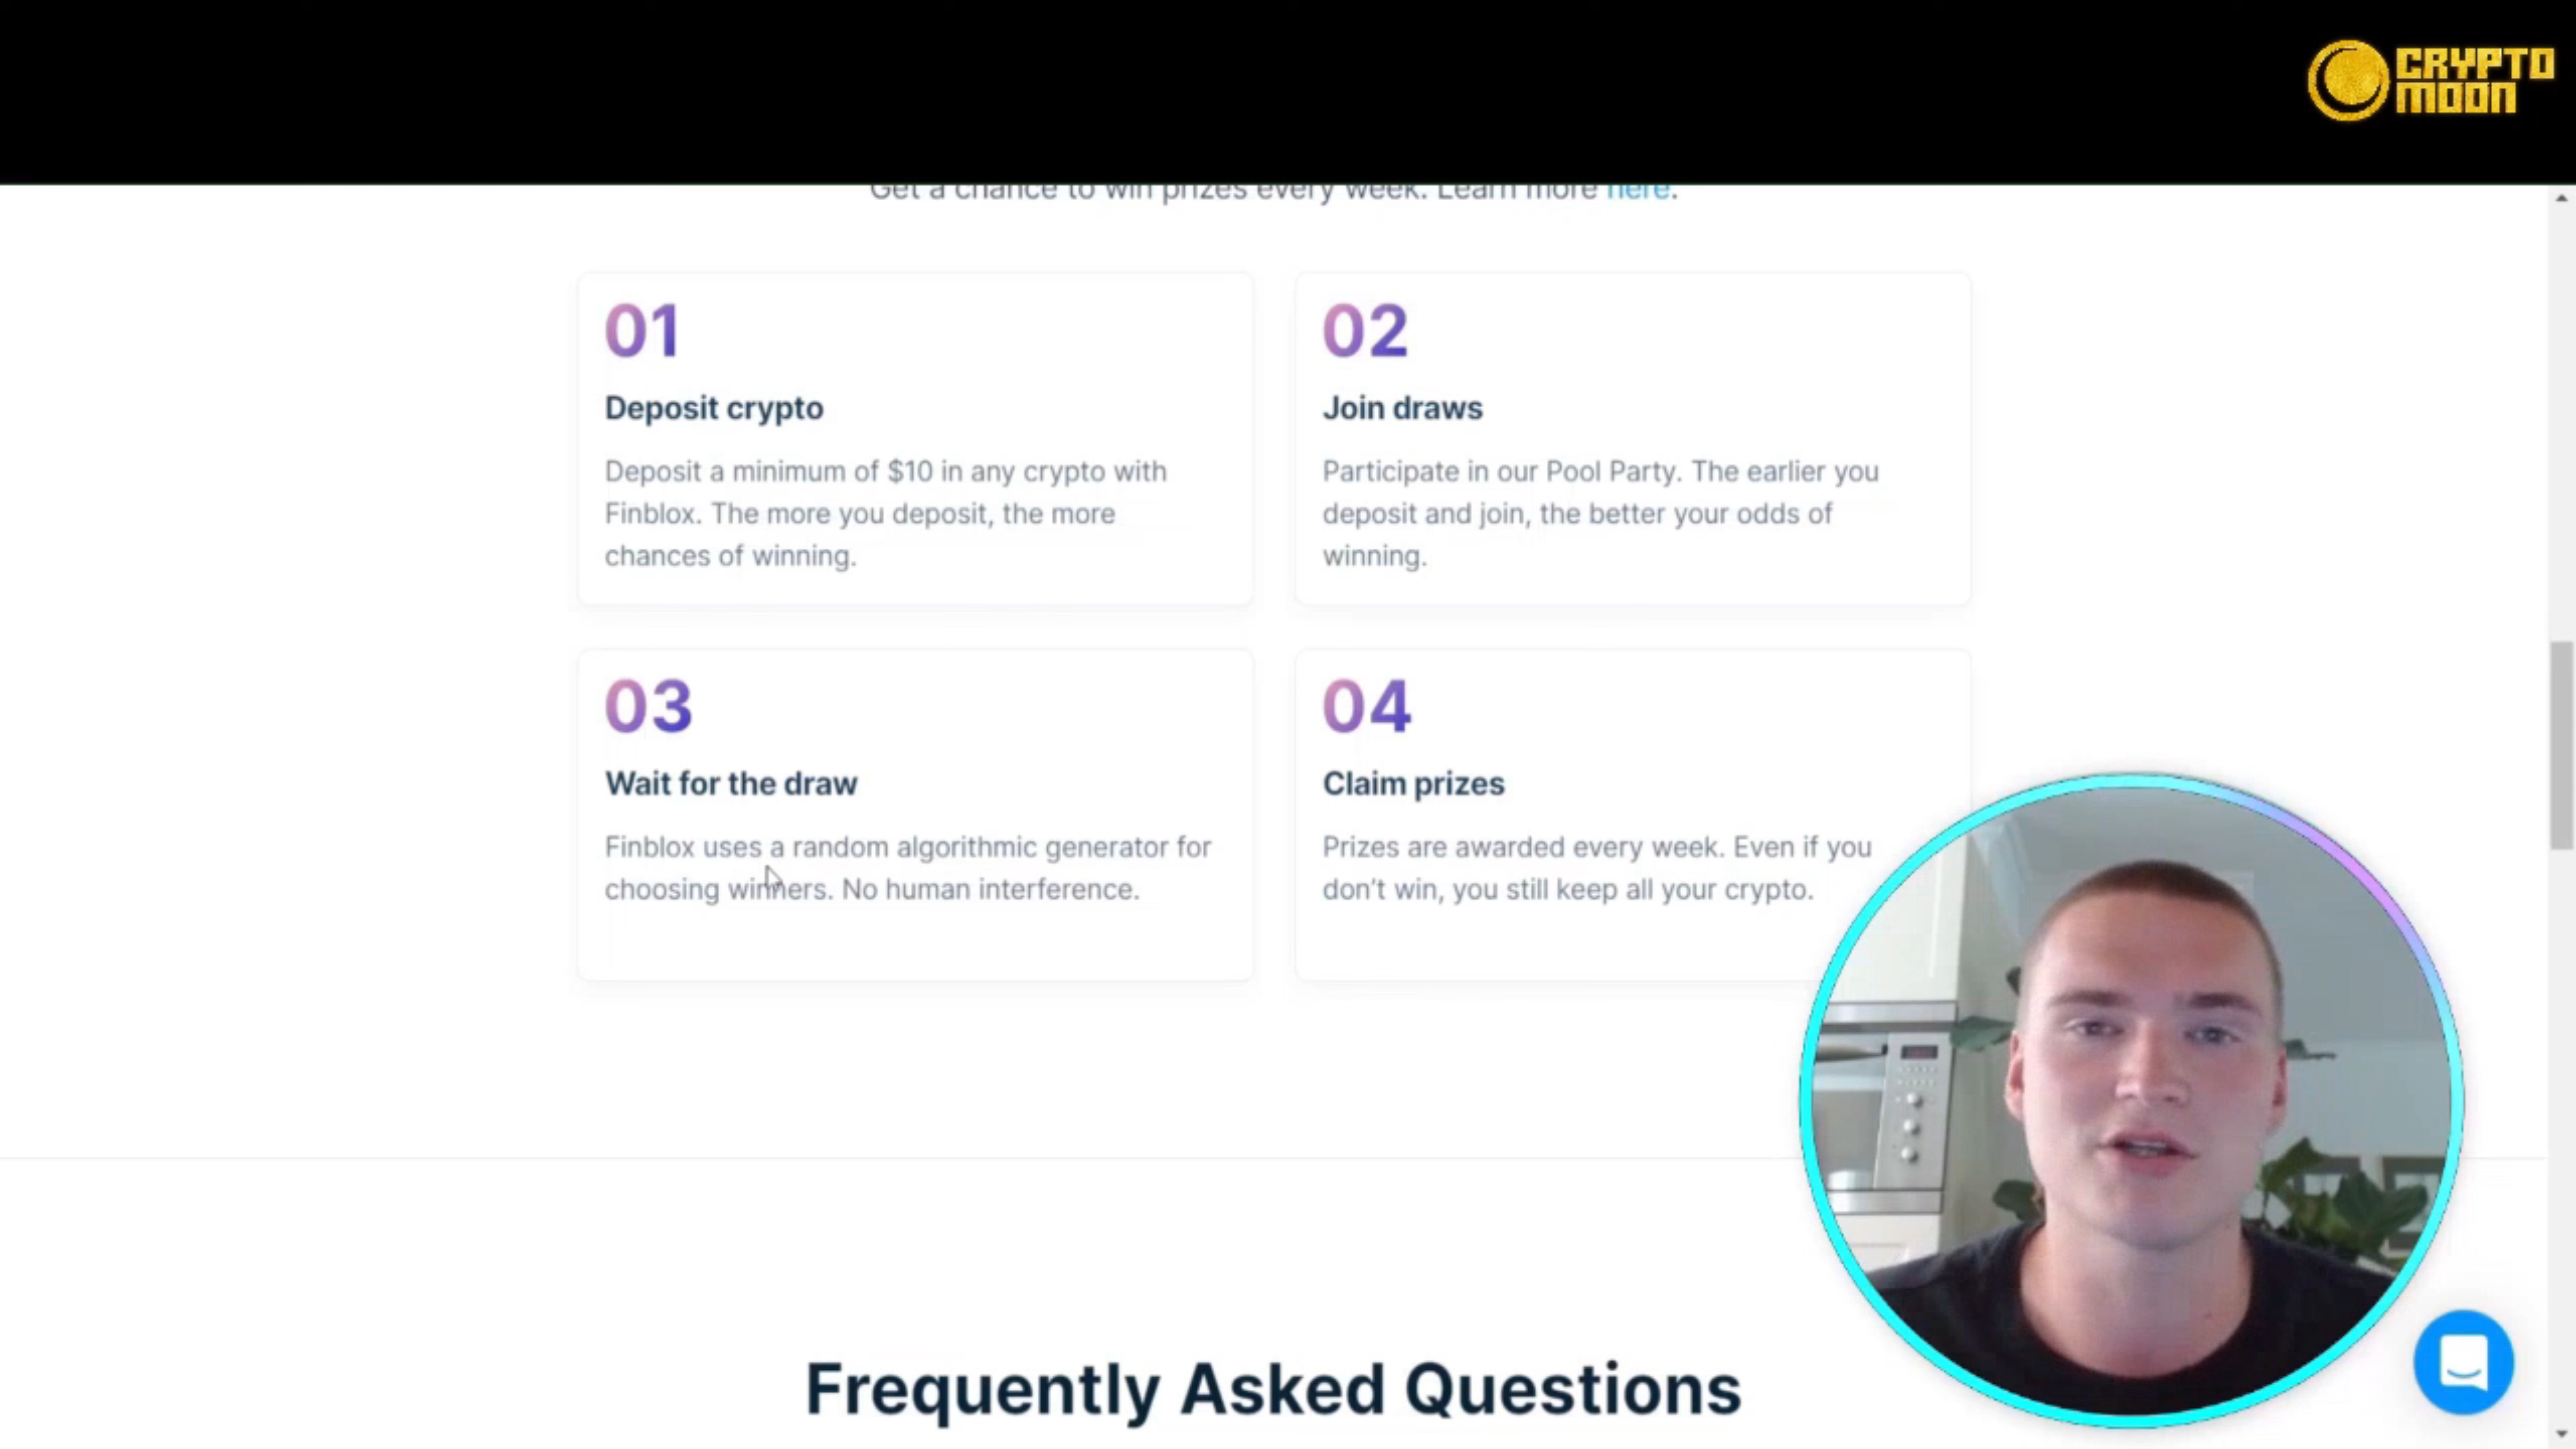 CRYPTO
MOON
Get a chance to win prizes every week. Learn more here.
01
Deposit crypto
Deposit a minimum of $10 in any crypto with
Finblox. The more you deposit, the more
chances of winning.
02
Join draws
Participate in our Pool Party. The earlier you
deposit and join, the better your odds of
winning.
03
Wait for the draw
Finblox uses a random algorithmic generator for
choosing winners. No human interference.
04
Claim prizes
Prizes are awarded every week. Even if you
don't win, you still keep all your crypto.
Frequently Asked Questions